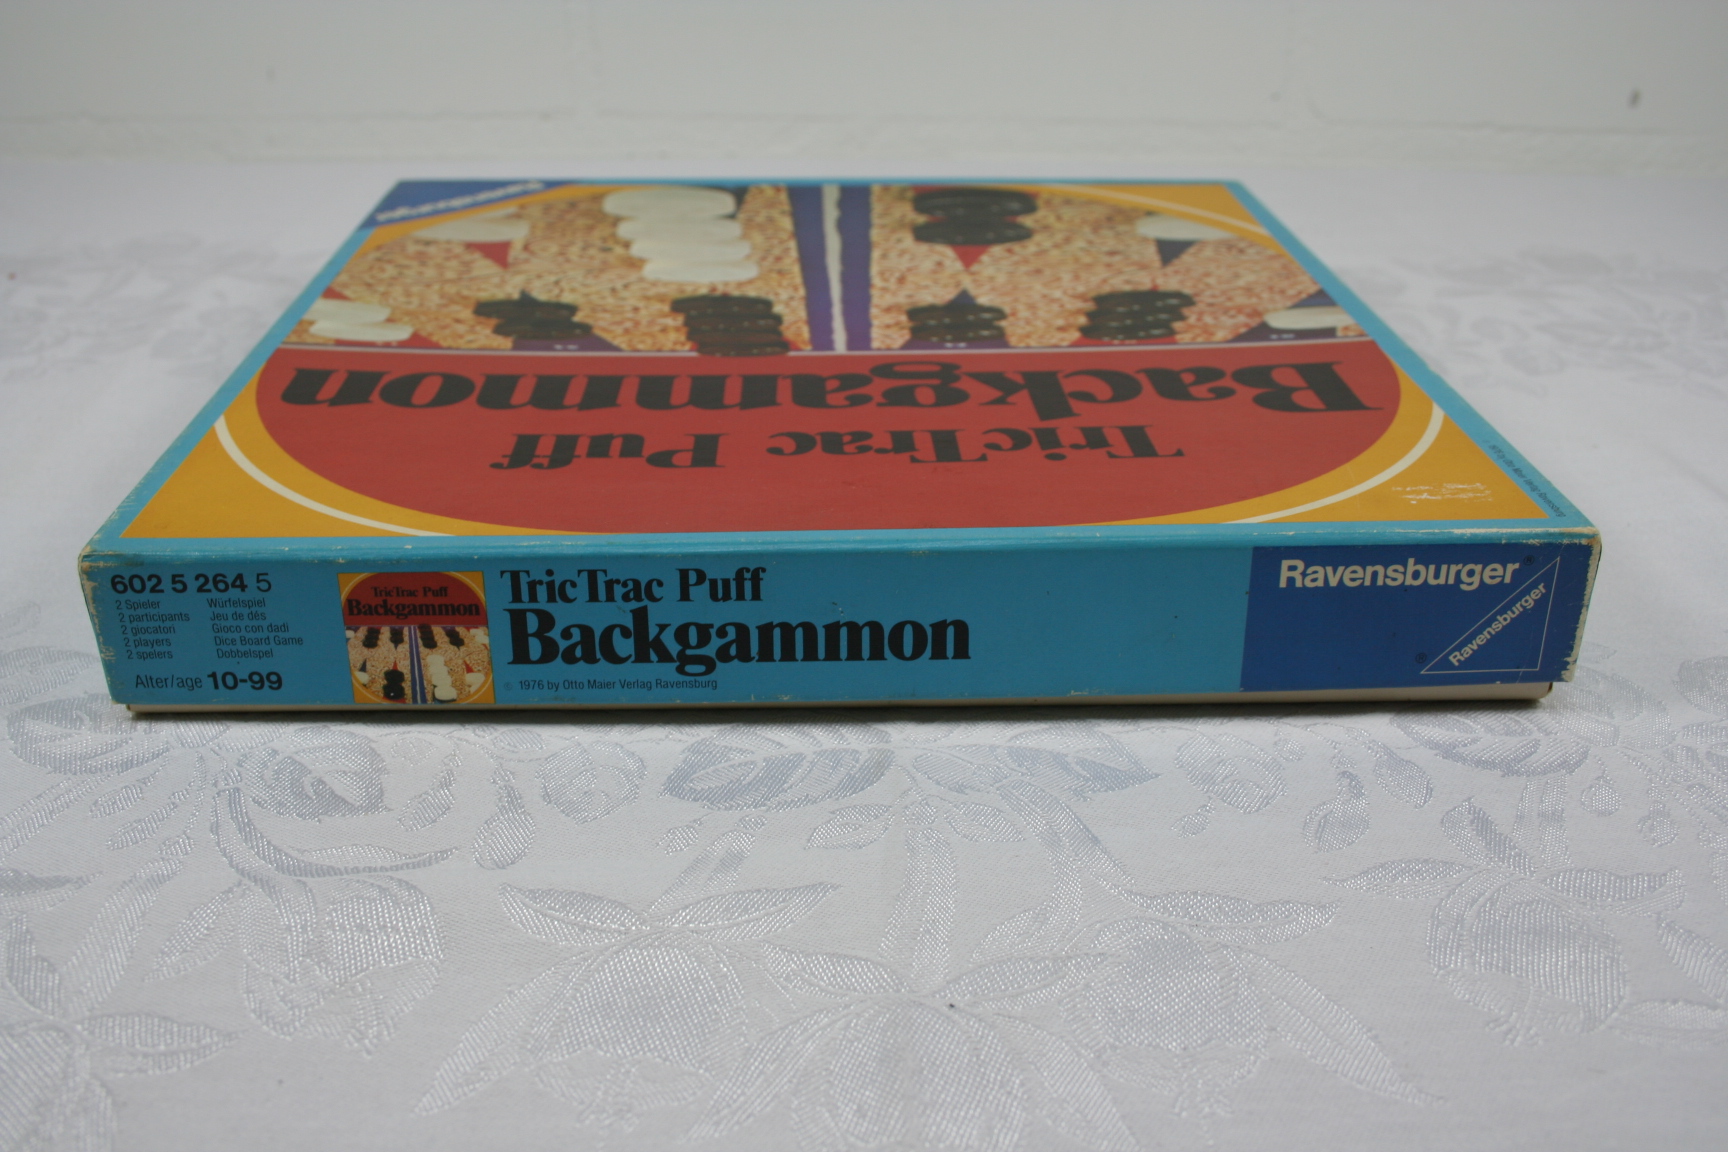 Ravensburger
Backgammon
TricTrac Puff
602 5 264 5
2 Spieler Würfelspiel
2 participants Jeu de dés
2 giocatori Gioco con dadi
2 players Dice Board Game
2 spelers Dobbelspel
Alter/age 10-99
TricTrac Puff
Backgammon
TricTrac Puff
Backgammon
© 1976 by Otto Maier Verlag Ravensburg
Ravensburger®
Ravensburger
®